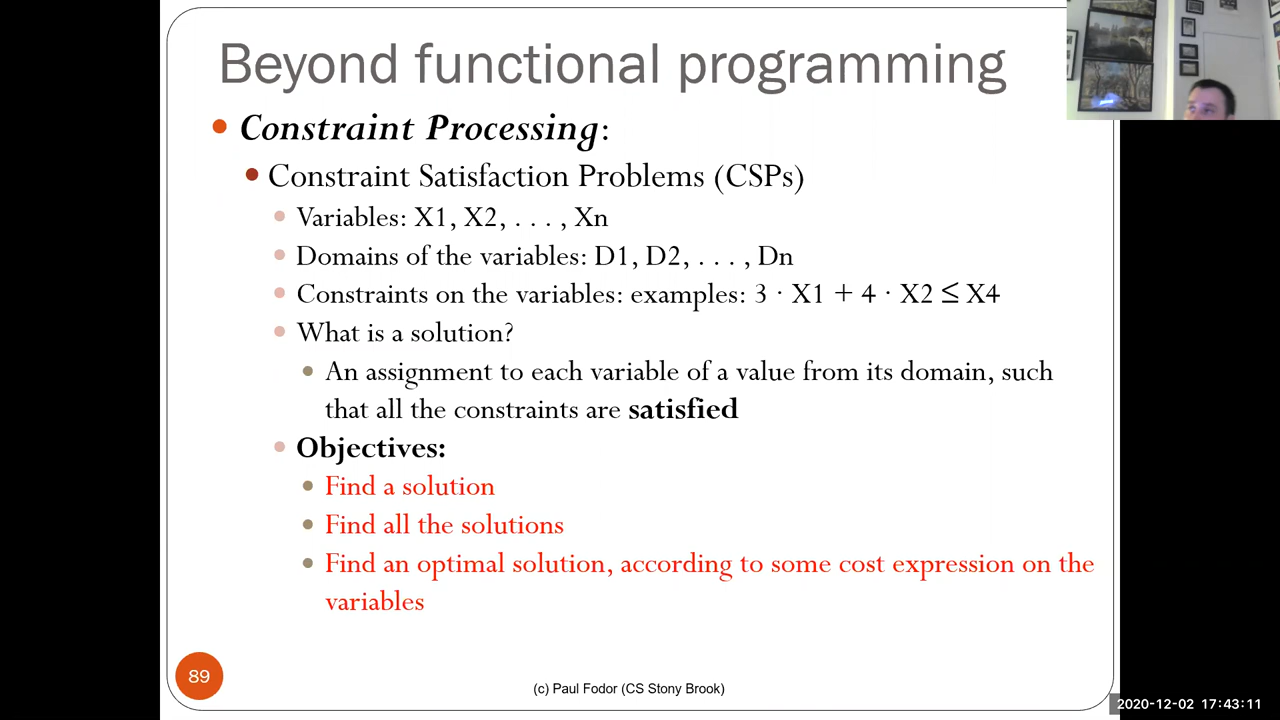 Beyond functional programming
Constraint Processing:
Constraint Satisfaction Problems (CSPs)
Variables: X1, X2, . . . , Xn
Domains of the variables: D1, D2, . . . , Dn
Constraints on the variables: examples: 3 · X1 + 4 · X2 ≤ X4
What is a solution?
An assignment to each variable of a value from its domain, such
that all the constraints are satisfied
Objectives:
Find a solution
Find all the solutions
Find an optimal solution, according to some cost expression on the
variables
89
(c) Paul Fodor (CS Stony Brook)
2020-12-02 17:43:11